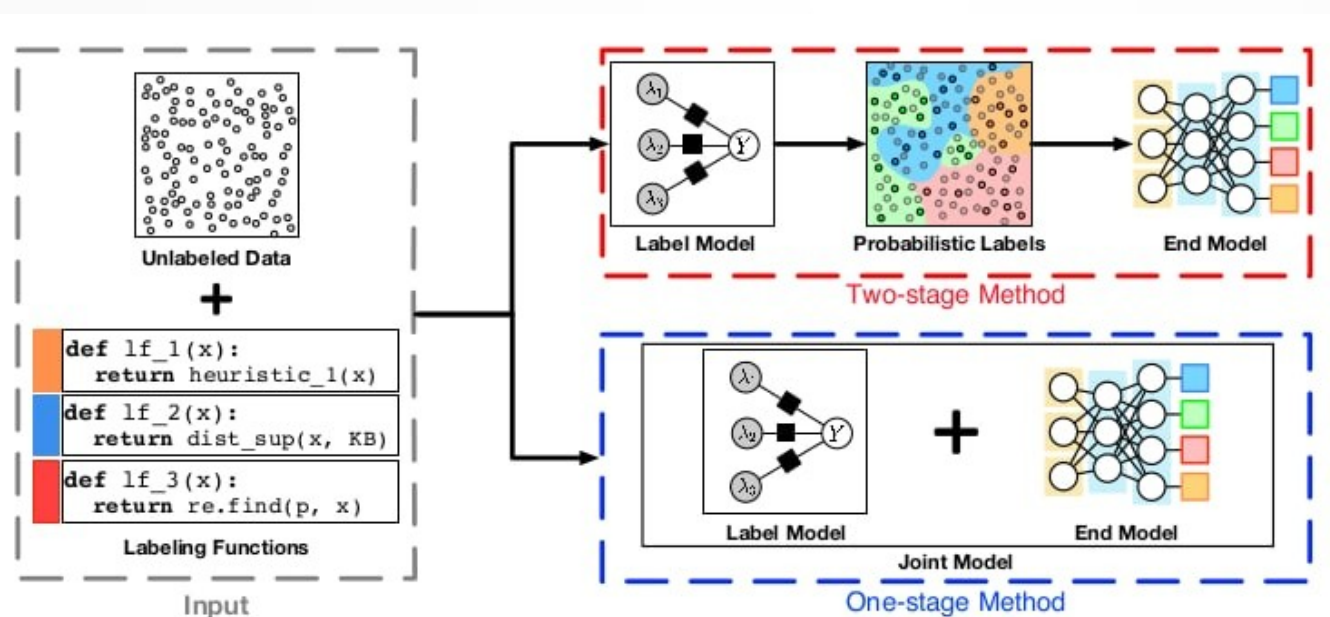 Unlabeled Data
+
def lf_1(x):
return heuristic_1(x)
def lf_2(x):
return dist_sup(x, KB)
def lf_3(x):
return re.find(p, x)
Labeling Functions
Input
λ1
λ2
λ3
Y
Label Model
Probabilistic Labels
End Model
Two-stage Method
λ2
λ3
Y
+
Label Model
End Model
Joint Model
One-stage Method